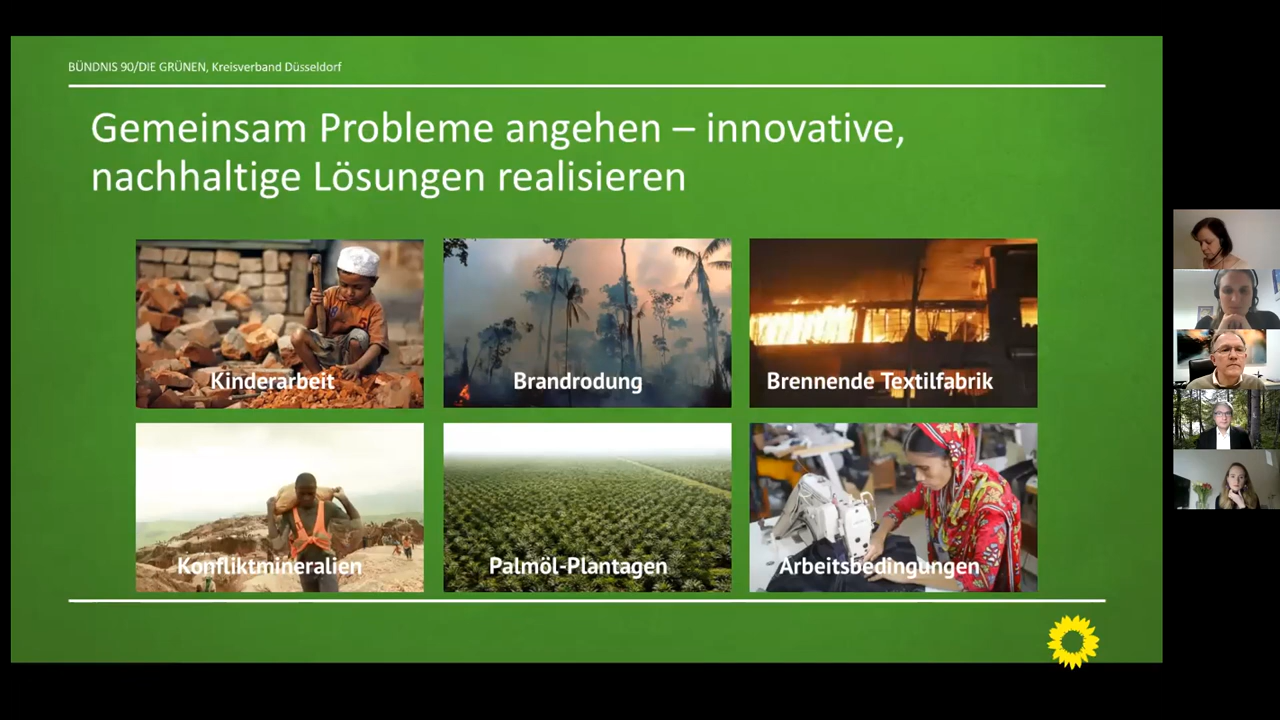 BÜNDNIS 90/DIE GRÜNEN, Kreisverband Düsseldorf
Gemeinsam Probleme angehen – innovative,
nachhaltige Lösungen realisieren
Kinderarbeit
Brandrodung
Brennende Textilfabrik
Konfliktmineralien
Palmöl-Plantagen
Arbeitsbedingungen